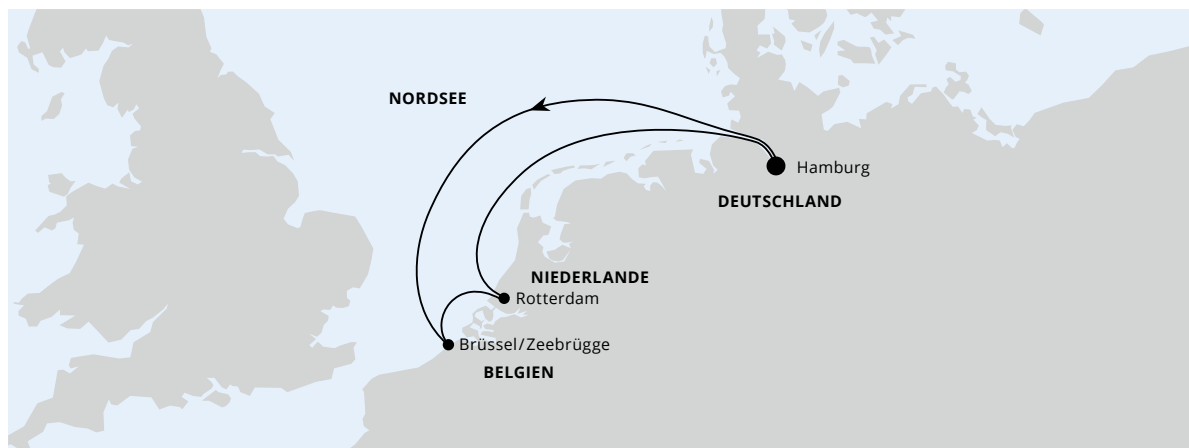 NORDSEE
Hamburg
DEUTSCHLAND
NIEDERLANDE
Rotterdam
Brüssel/Zeebrügge
BELGIEN